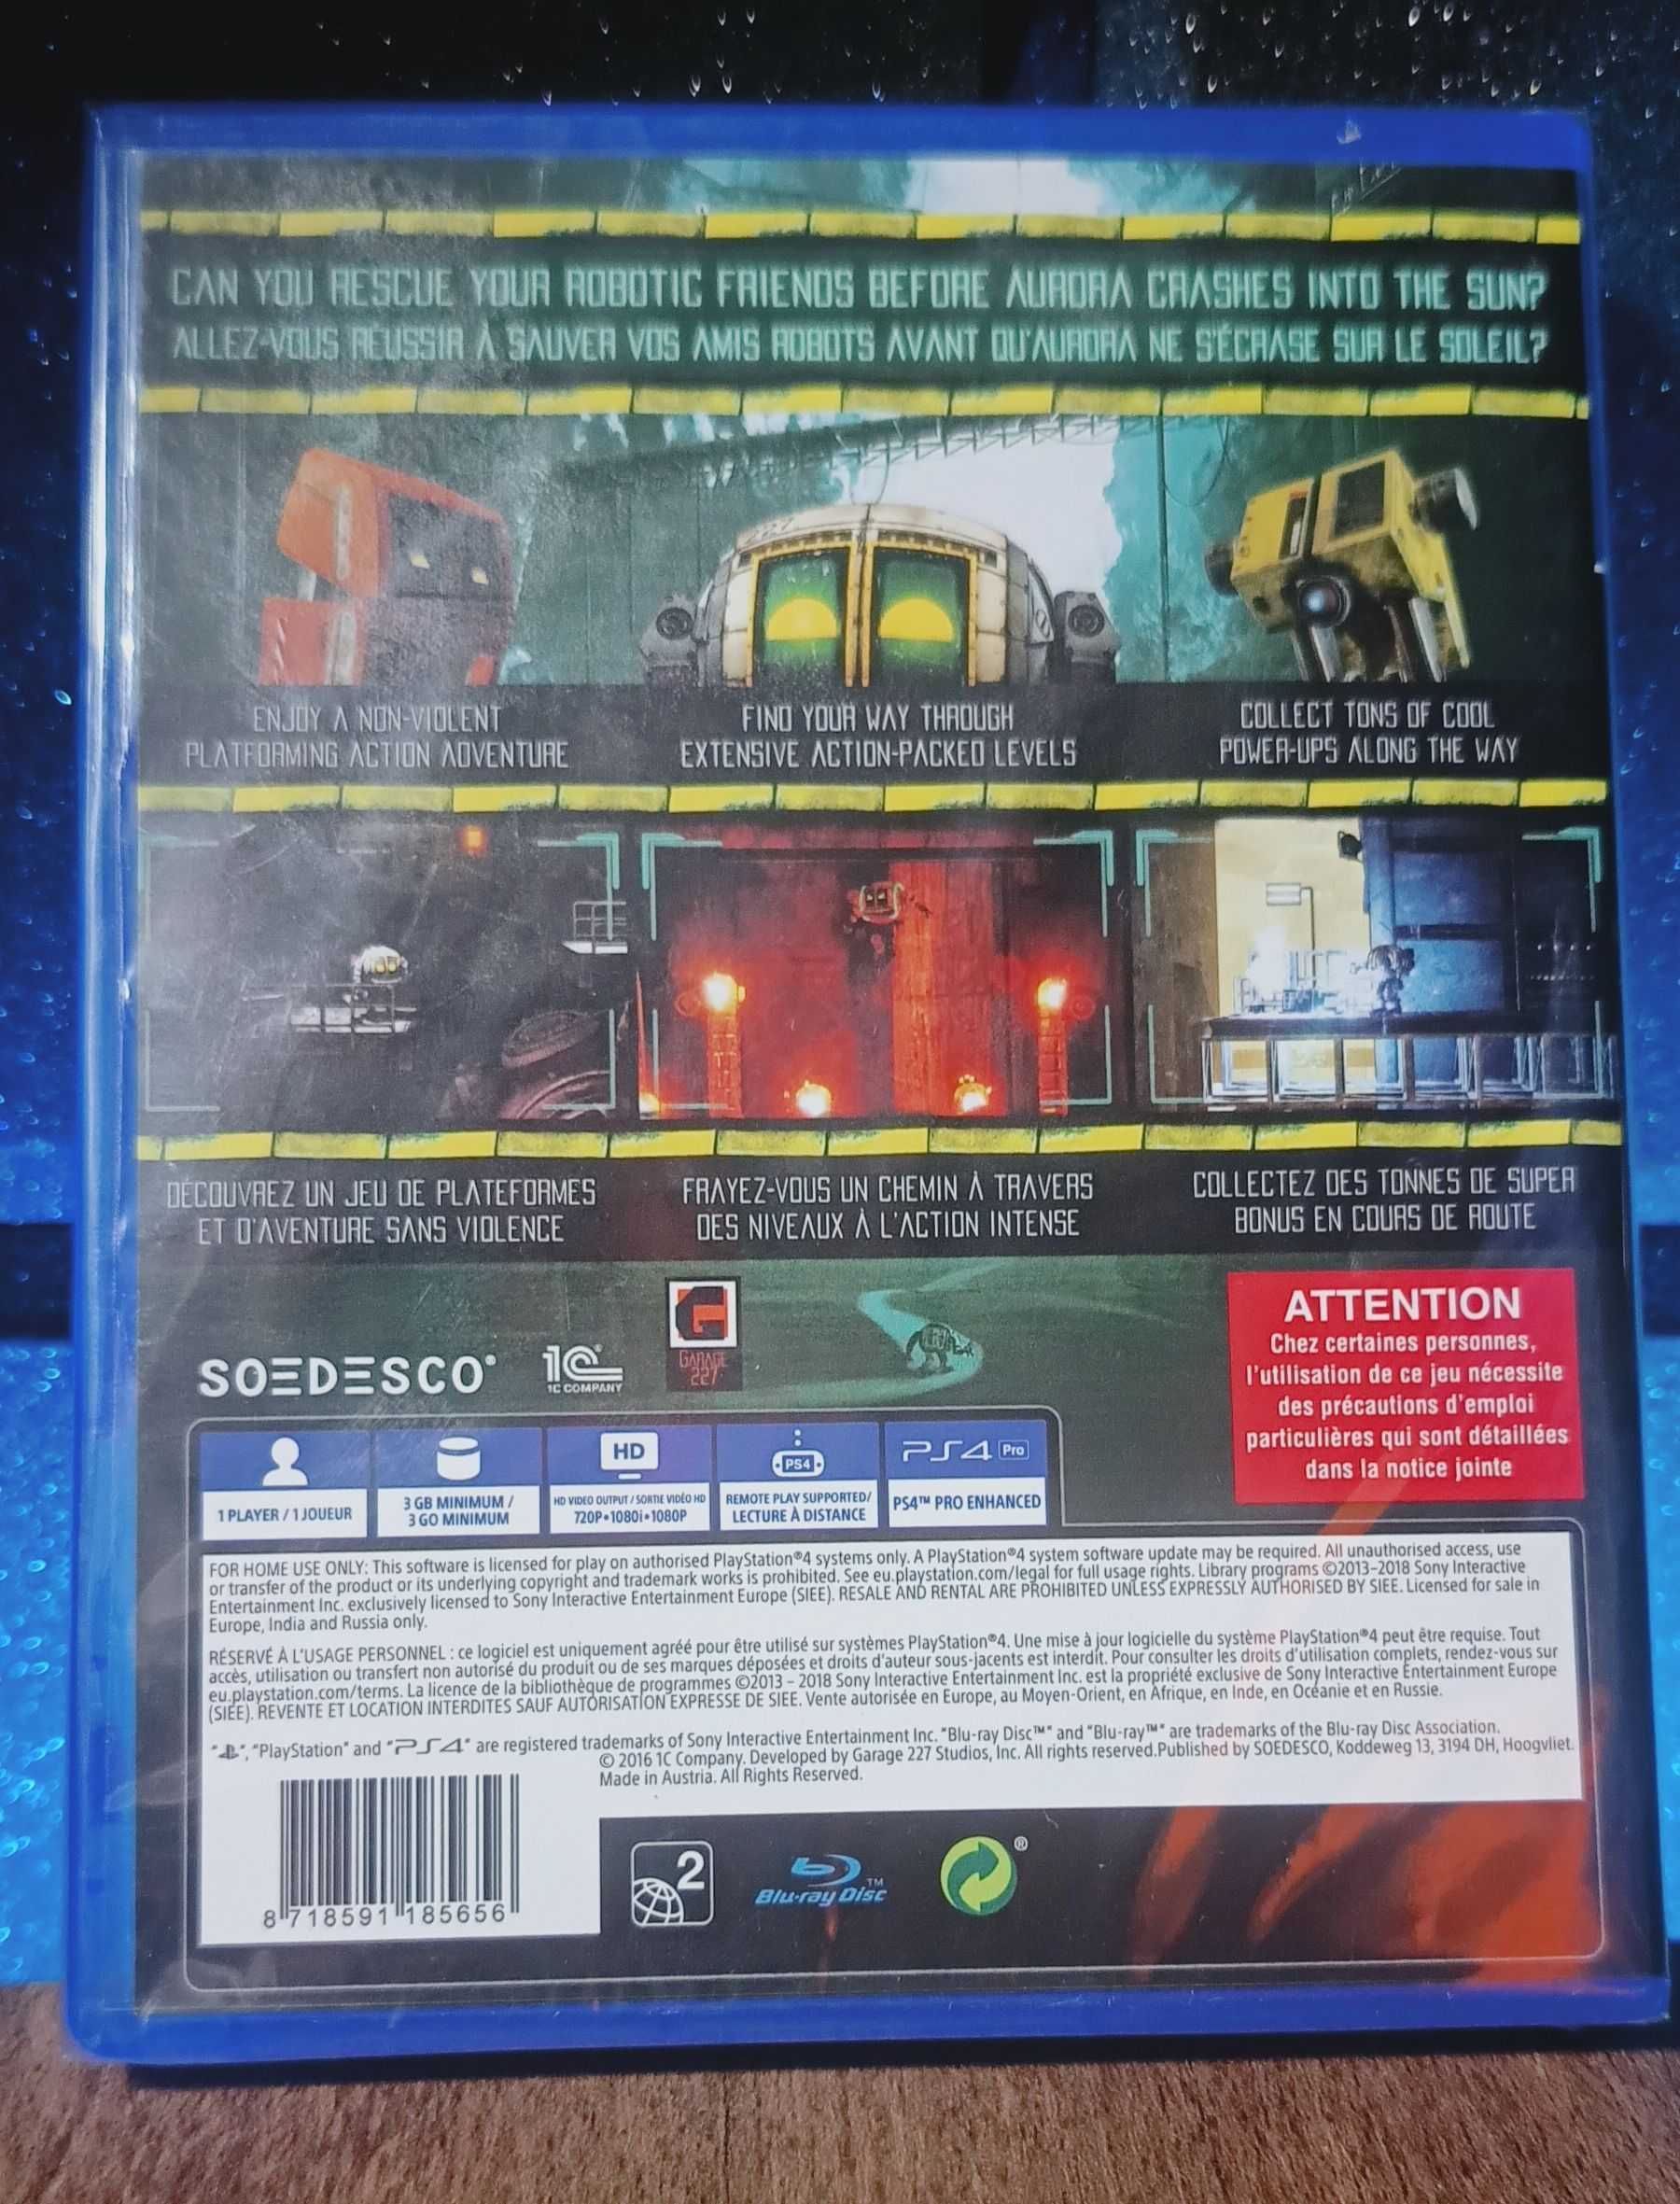 CAN YOU RESCUE YOUR ROBOTIC FRIENDS BEFORE AURORA CRASHES INTO THE SUN?
ALLEZ-VOUS RÉUSSIR À SAUVER VOS AMIS ROBOTS AVANT QU'AURORA NE S'ÉCRASE SUR LE SOLEIL?
ENJOY A NON-VIOLENT
PLATFORMING ACTION ADVENTURE
FIND YOUR WAY THROUGH
EXTENSIVE ACTION-PACKED LEVELS
COLLECT TONS OF COOL
POWER-UPS ALONG THE WAY
DÉCOUVREZ UN JEU DE PLATEFORMES
ET D'AVENTURE SANS VIOLENCE
FRAYEZ-VOUS UN CHEMIN À TRAVERS
DES NIVEAUX À L'ACTION INTENSE
COLLECTEZ DES TONNES DE SUPER
BONUS EN COURS DE ROUTE
SOEDESCO®
1C
1C COMPANY
GARAGE
227
ATTENTION
Chez certaines personnes,
l'utilisation de ce jeu nécessite
des précautions d'emploi
particulières qui sont détaillées
dans la notice jointe
HD
PS4
PS4 Pro
1 PLAYER / 1 JOUEUR
3 GB MINIMUM /
3 GO MINIMUM
HD VIDEO OUTPUT / SORTIE VIDÉO HD
720P•1080i•1080P
REMOTE PLAY SUPPORTED/
LECTURE À DISTANCE
PS4™ PRO ENHANCED
FOR HOME USE ONLY: This software is licensed for play on authorised PlayStation®4 systems only. A PlayStation®4 system software update may be required. All unauthorised access, use
or transfer of the product or its underlying copyright and trademark works is prohibited. See eu.playstation.com/legal for full usage rights. Library programs ©2013-2018 Sony Interactive
Entertainment Inc. exclusively licensed to Sony Interactive Entertainment Europe (SIEE). RESALE AND RENTAL ARE PROHIBITED UNLESS EXPRESSLY AUTHORISED BY SIEE. Licensed for sale in
Europe, India and Russia only.
RÉSERVÉ À L'USAGE PERSONNEL : ce logiciel est uniquement agréé pour être utilisé sur systèmes PlayStation®4. Une mise à jour logicielle du système PlayStation®4 peut être requise. Tout
accès, utilisation ou transfert non autorisé du produit ou de ses marques déposées et droits d'auteur sous-jacents est interdit. Pour consulter les droits d'utilisation complets, rendez-vous sur
eu.playstation.com/terms. La licence de la bibliothèque de programmes ©2013 – 2018 Sony Interactive Entertainment Inc. est la propriété exclusive de Sony Interactive Entertainment Europe
(SIEE). REVENTE ET LOCATION INTERDITES SAUF AUTORISATION EXPRESSE DE SIEE. Vente autorisée en Europe, au Moyen-Orient, en Afrique, en Inde, en Océanie et en Russie.
"PS", "PlayStation" and "PS4" are registered trademarks of Sony Interactive Entertainment Inc. "Blu-ray Disc™" and "Blu-ray™" are trademarks of the Blu-ray Disc Association.
© 2016 1C Company. Developed by Garage 227 Studios, Inc. All rights reserved.Published by SOEDESCO, Koddeweg 13, 3194 DH, Hoogvliet.
Made in Austria. All Rights Reserved.
8 718591 185656
2
Blu-ray Disc™
®